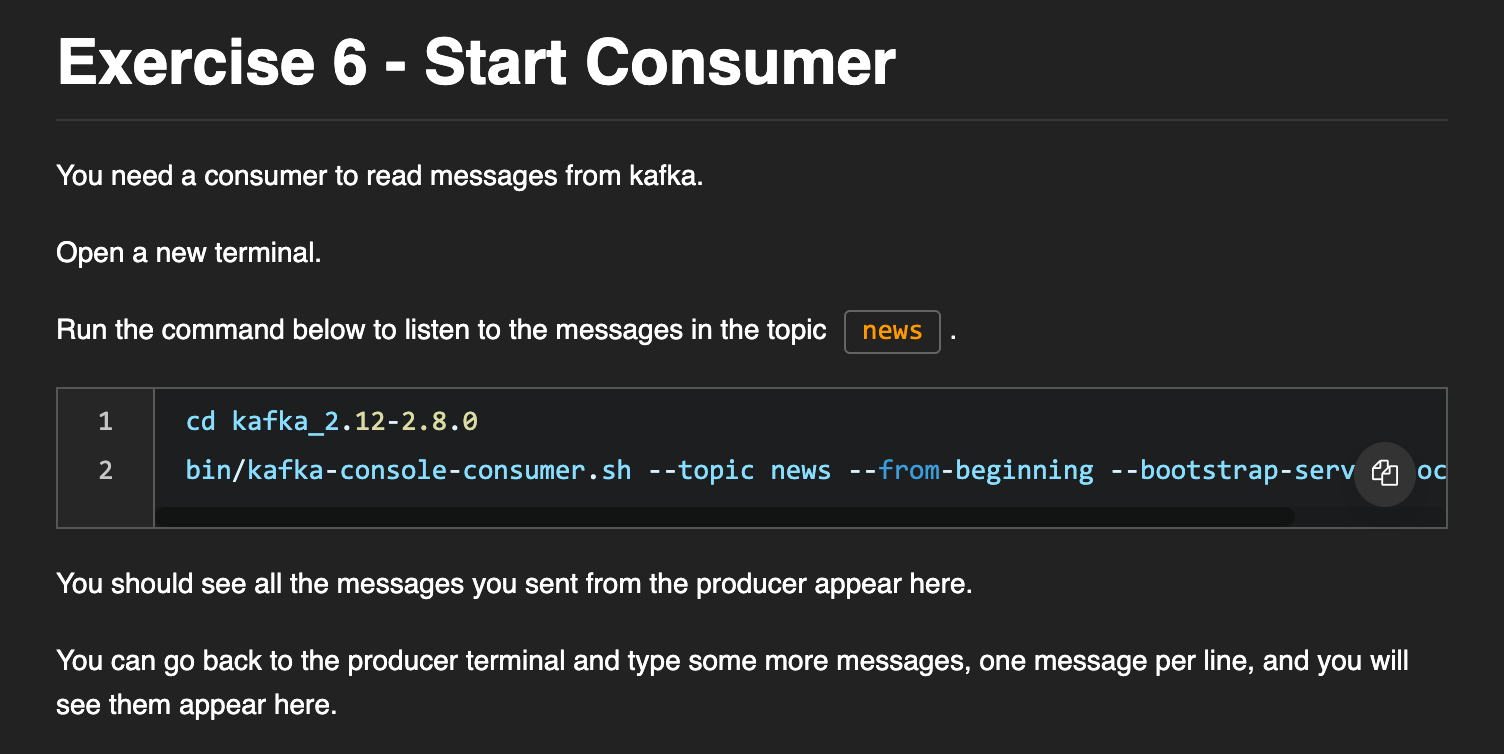 Exercise 6 - Start Consumer
You need a consumer to read messages from kafka.
Open a new terminal.
Run the command below to listen to the messages in the topic news .
1 cd kafka_2.12-2.8.0
2 bin/kafka-console-consumer.sh --topic news --from-beginning --bootstrap-serv oc
You should see all the messages you sent from the producer appear here.
You can go back to the producer terminal and type some more messages, one message per line, and you will
see them appear here.